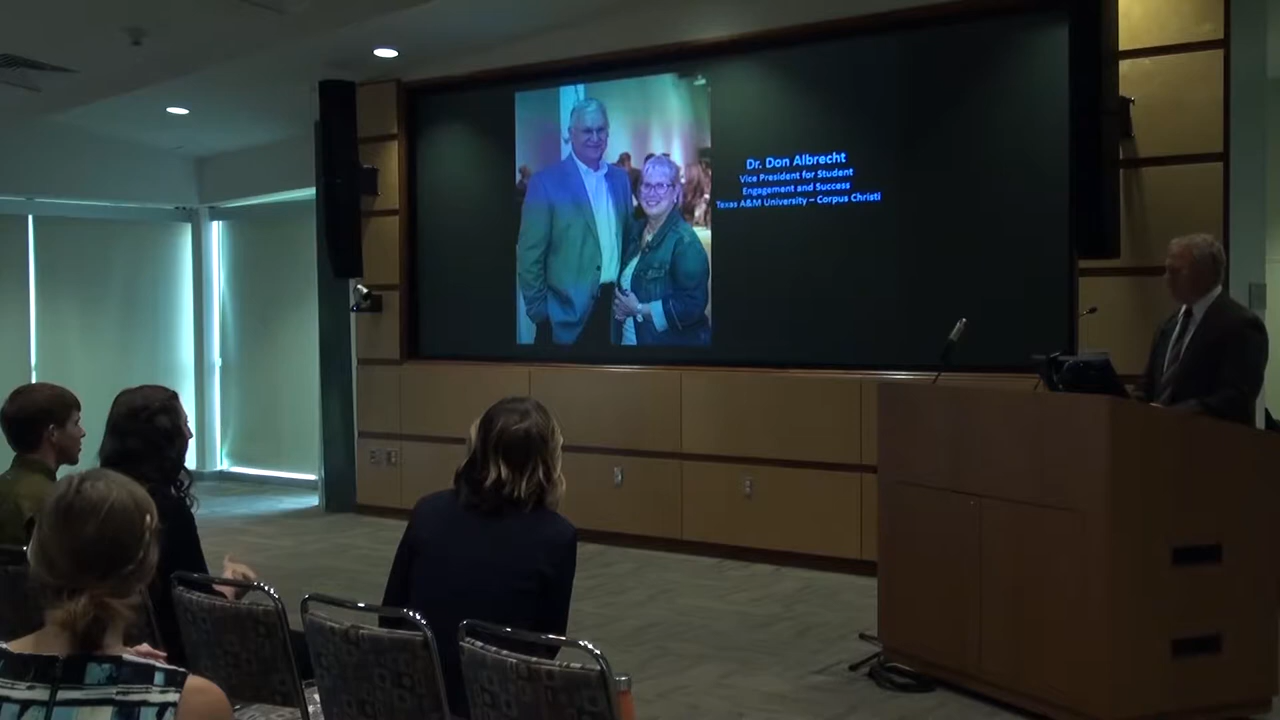 Dr. Don Albrecht
Vice President for Student
Engagement and Success
Texas A&M University – Corpus Christi